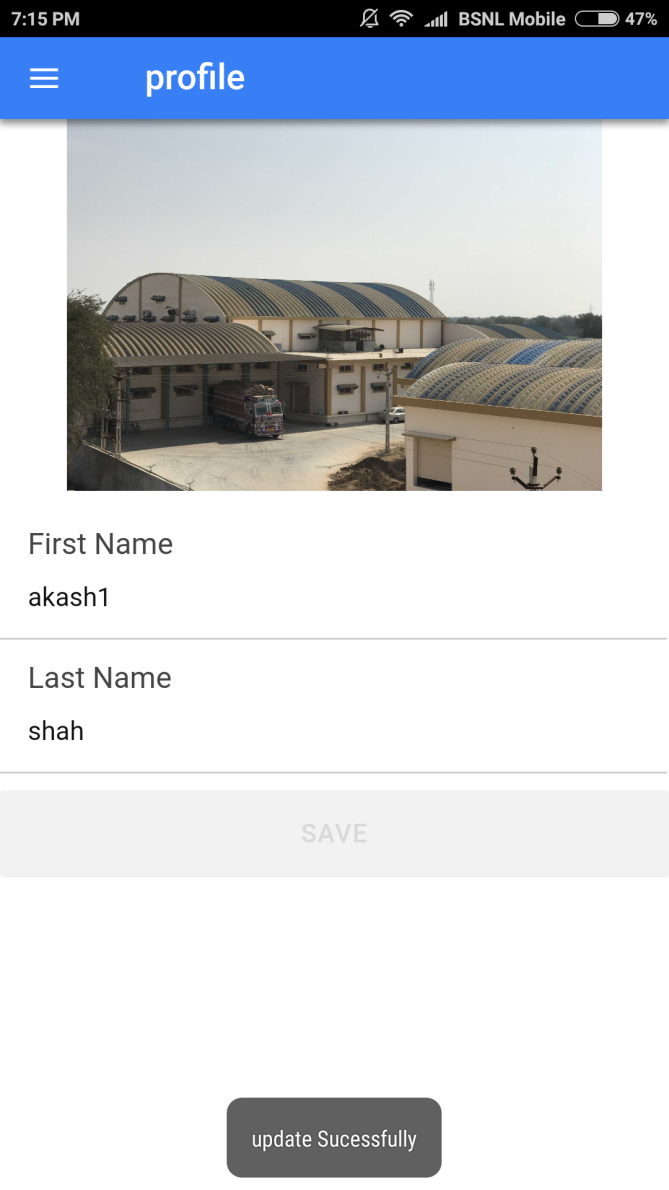 7:15 PM BSNL Mobile 47%
profile
First Name
akash1
Last Name
shah
SAVE
update Sucessfully